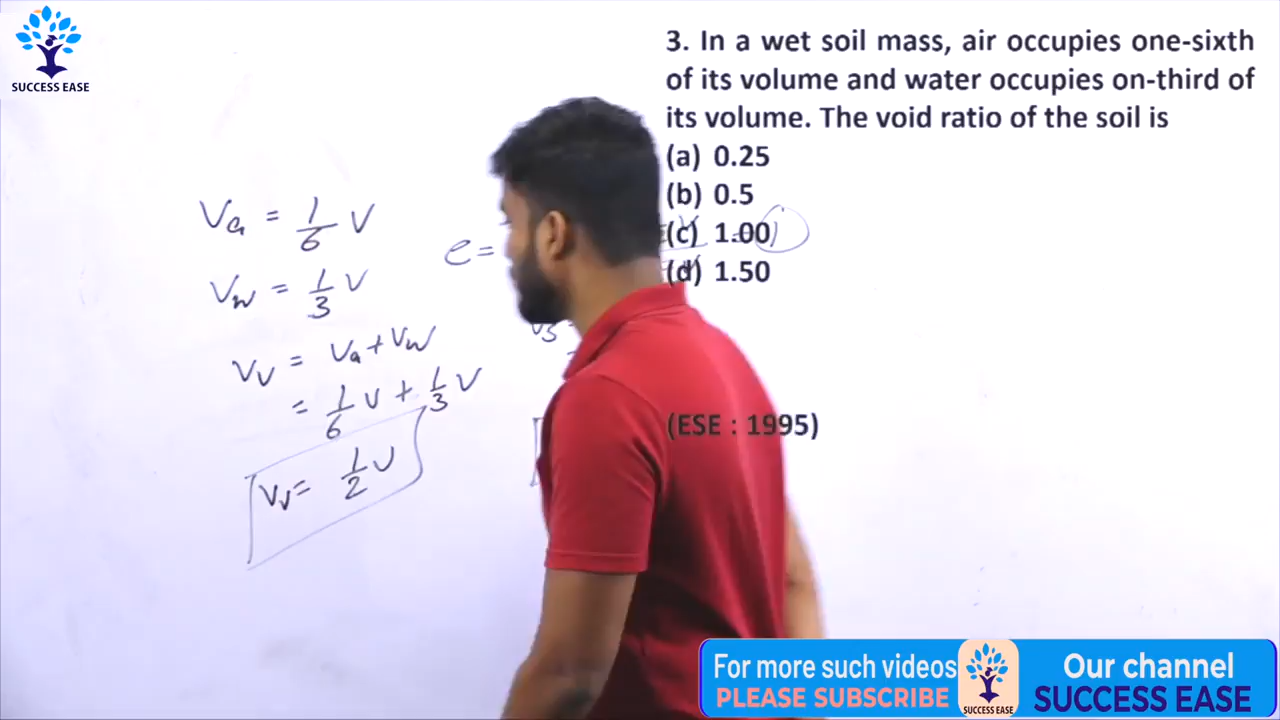 SUCCESS EASE
3. In a wet soil mass, air occupies one-sixth
of its volume and water occupies on-third of
its volume. The void ratio of the soil is
(a) 0.25
(b) 0.5
(c) 1.00
(d) 1.50
(ESE : 1995)
Va = 1/6 V
Vw = 1/3 V
Vv = Va + Vw
= 1/6 V + 1/3 V
Vv = 1/2 V
e =
Vs
For more such videos
PLEASE SUBSCRIBE
SUCCESS EASE
Our channel
SUCCESS EASE